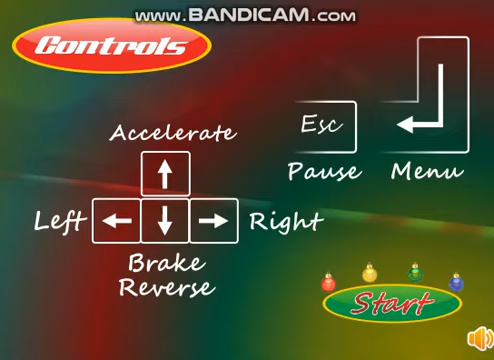 www.BANDICAM.com
Controls
Accelerate
Esc
Pause
Menu
Left
Right
Brake
Reverse
Start